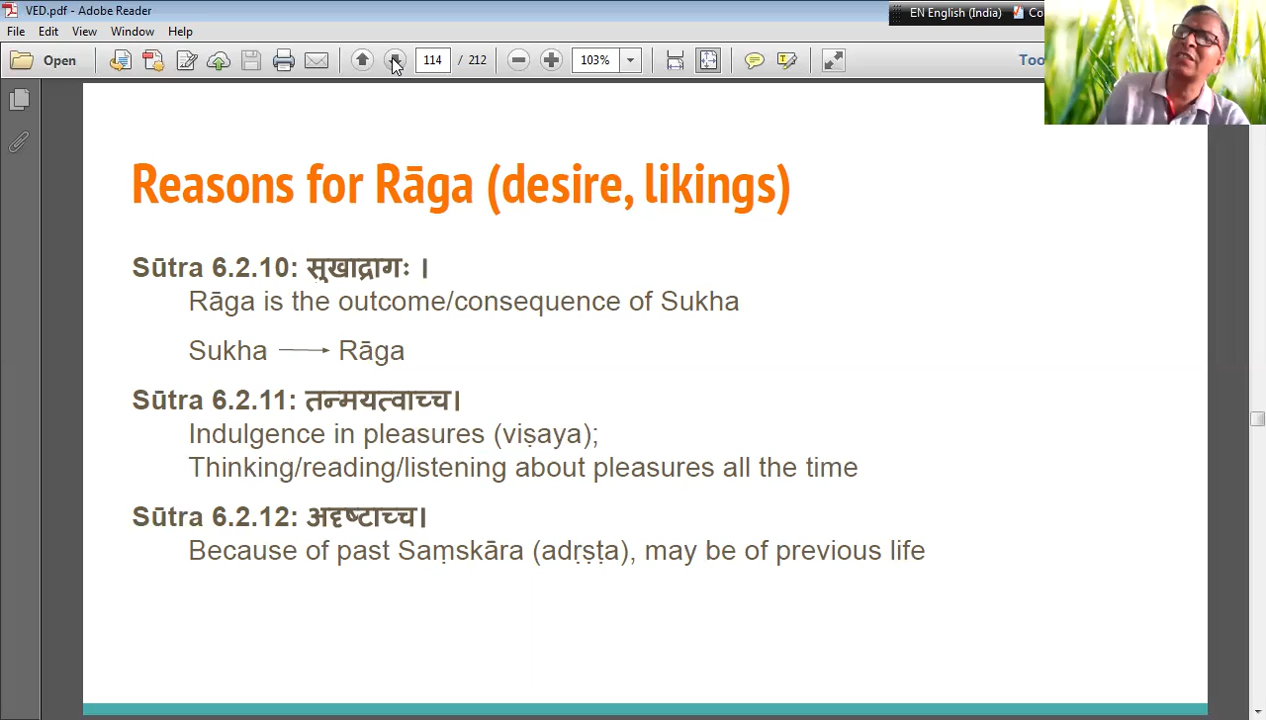 VED.pdf - Adobe Reader
EN English (India)
Co
File Edit View Window Help
Open 114 / 212 103% Too
Reasons for Rāga (desire, likings)
Sūtra 6.2.10: सुखाद्रागः ।
Rāga is the outcome/consequence of Sukha
Sukha → Rāga
Sūtra 6.2.11: तन्मयत्वाच्च।
Indulgence in pleasures (viṣaya);
Thinking/reading/listening about pleasures all the time
Sūtra 6.2.12: अदृष्टाच्च।
Because of past Saṃskāra (adṛṣṭa), may be of previous life